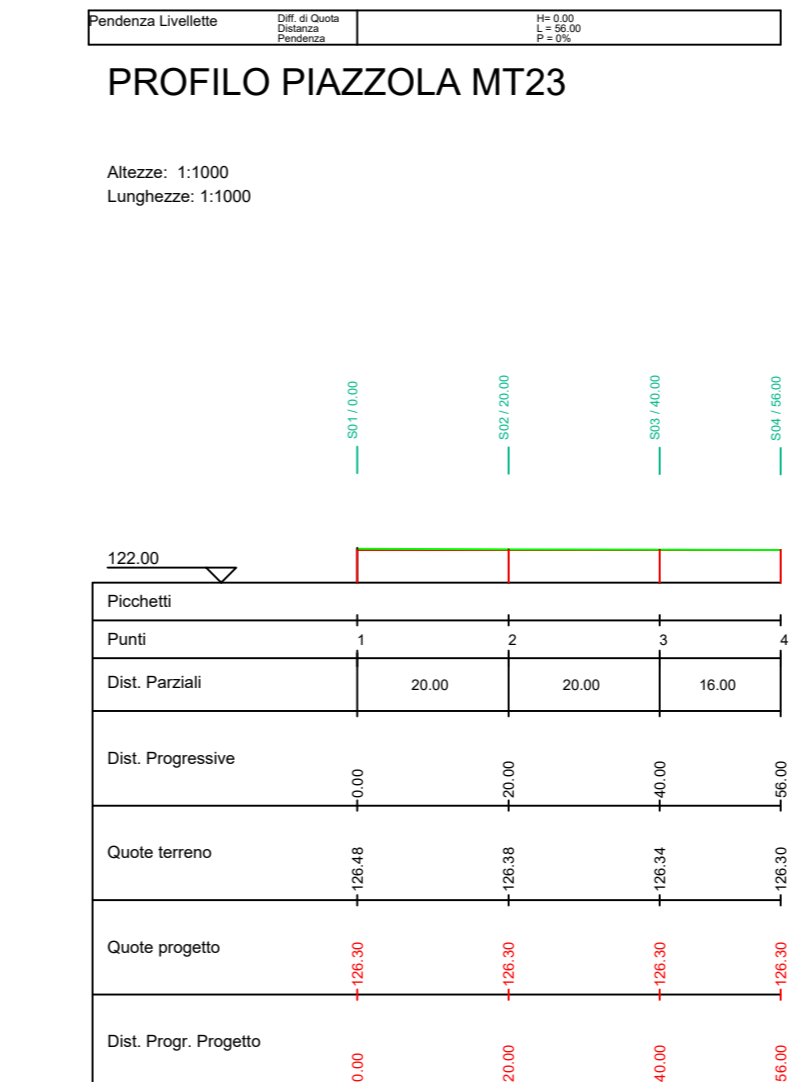 Pendenza Livellette
Diff. di Quota
Distanza
Pendenza
H= 0.00
L = 56.00
P = 0%
PROFILO PIAZZOLA MT23
Altezze: 1:1000
Lunghezze: 1:1000
S01 / 0.00
S02 / 20.00
S03 / 40.00
S04 / 56.00
122.00
Picchetti
Punti 1 2 3 4
Dist. Parziali 20.00 20.00 16.00
Dist. Progressive 0.00 20.00 40.00 56.00
Quote terreno 126.48 126.38 126.34 126.30
Quote progetto 126.30 126.30 126.30 126.30
Dist. Progr. Progetto 0.00 20.00 40.00 56.00